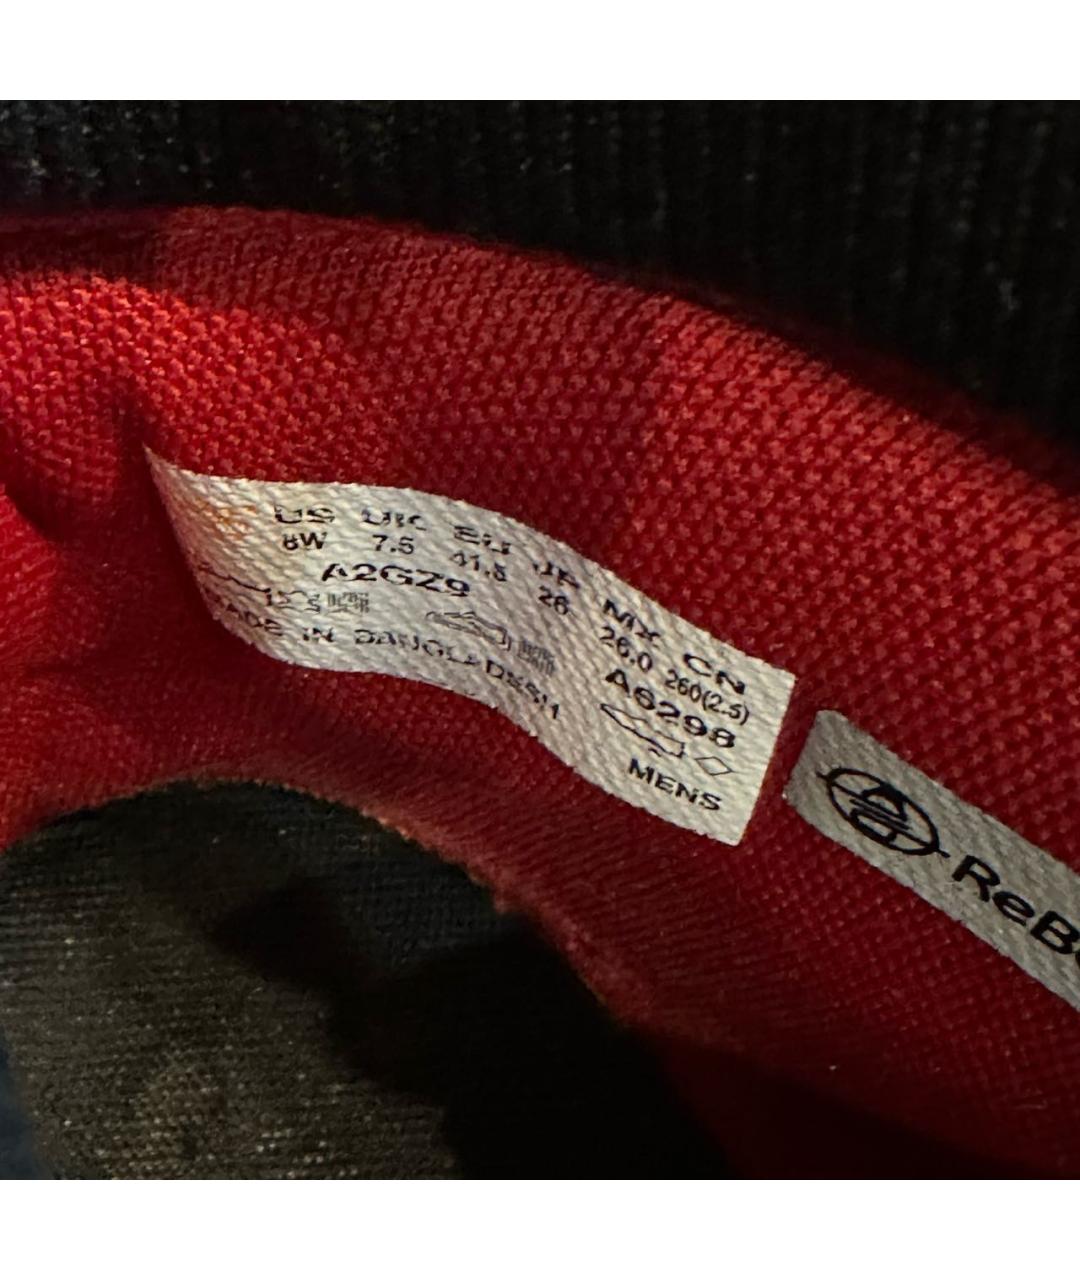 US UK EU JP MX CN
8W 7.5 41.5 26 26.0 260(2.5)
A2GZ9 A6298
MADE IN BANGLADESH
MENS
ReBo